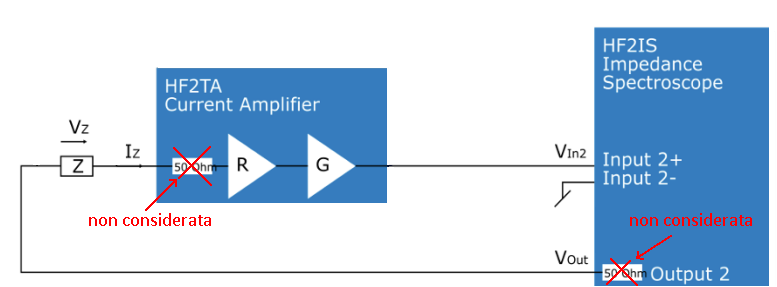 HF2IS
Impedance
Spectroscope
HF2TA
Current Amplifier
Vz
Z
Iz
50 Ohm
R
G
VIn2
Input 2+
Input 2-
non considerata
non considerata
VOut
50 Ohm
Output 2